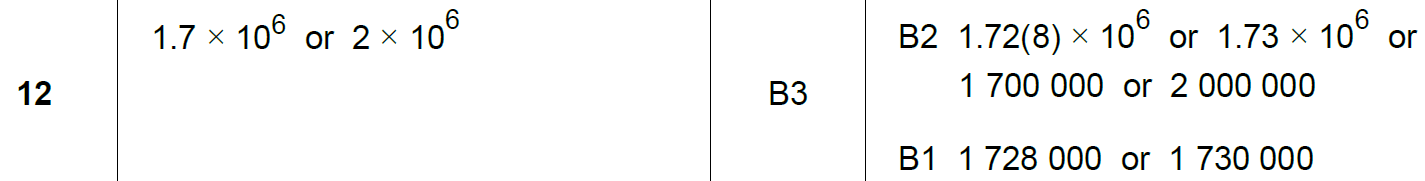 1.7 × 10⁶ or 2 × 10⁶
12
B3
B2 1.72(8) × 10⁶ or 1.73 × 10⁶ or
1 700 000 or 2 000 000
B1 1 728 000 or 1 730 000